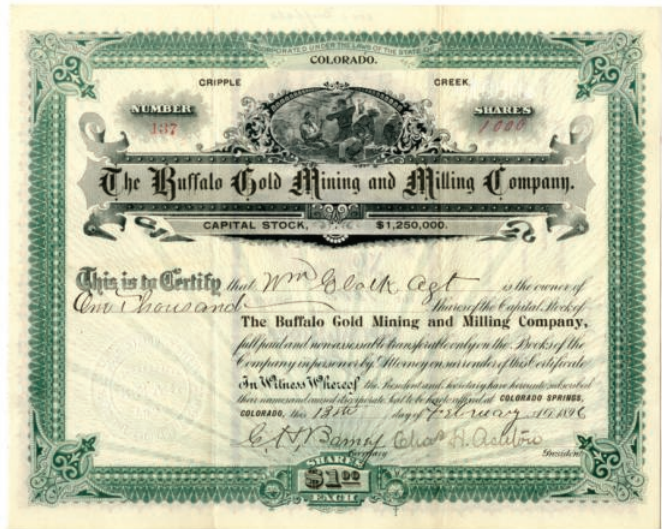 INCORPORATED UNDER THE LAWS OF THE STATE OF
COLORADO.
CRIPPLE CREEK.
NUMBER SHARES
137 1000
The Buffalo Gold Mining and Milling Company.
CAPITAL STOCK, $1,250,000.
This is to Certify that Wm Clark Agt is the owner of
One Thousand Shares of the Capital Stock of
The Buffalo Gold Mining and Milling Company,
full paid and non-assessable transferable only on the Books of the
Company in person or by Attorney on surrender of this Certificate
In Witness Whereof the President and Secretary have hereunto subscribed
their names and caused the corporate Seal to be hereto affixed at COLORADO SPRINGS,
COLORADO, this 13th day of February 1896
Chas H. Ashton
Secretary President
SHARES
$1.00
EACH